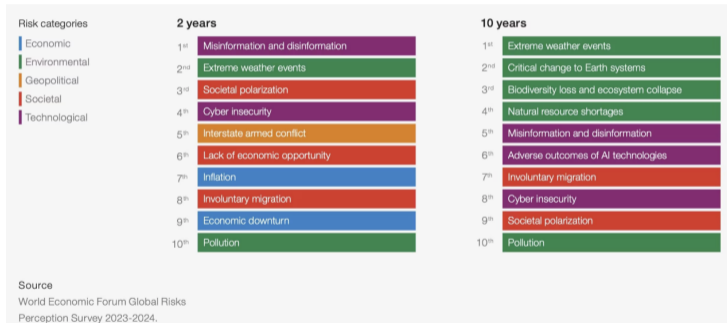 Risk categories
Economic
Environmental
Geopolitical
Societal
Technological
2 years
1st Misinformation and disinformation
2nd Extreme weather events
3rd Societal polarization
4th Cyber insecurity
5th Interstate armed conflict
6th Lack of economic opportunity
7th Inflation
8th Involuntary migration
9th Economic downturn
10th Pollution
10 years
1st Extreme weather events
2nd Critical change to Earth systems
3rd Biodiversity loss and ecosystem collapse
4th Natural resource shortages
5th Misinformation and disinformation
6th Adverse outcomes of AI technologies
7th Involuntary migration
8th Cyber insecurity
9th Societal polarization
10th Pollution
Source
World Economic Forum Global Risks
Perception Survey 2023-2024.